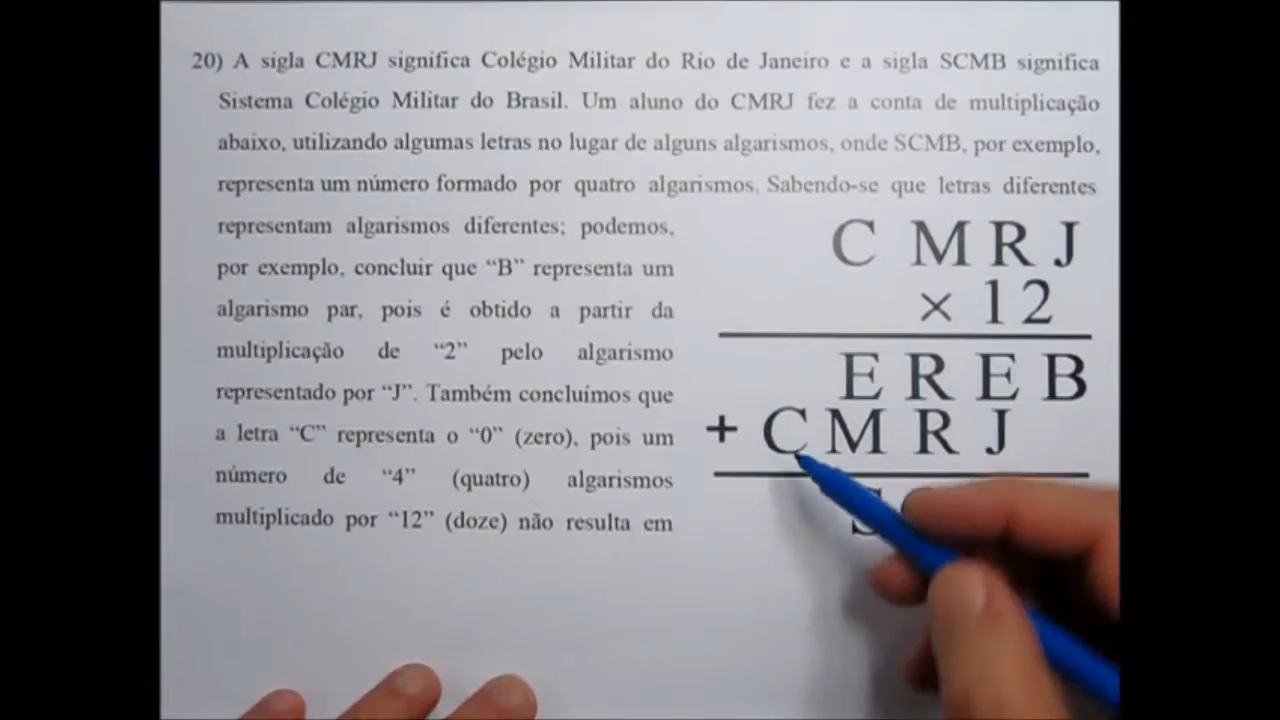 20) A sigla CMRJ significa Colégio Militar do Rio de Janeiro e a sigla SCMB significa
Sistema Colégio Militar do Brasil. Um aluno do CMRJ fez a conta de multiplicação
abaixo, utilizando algumas letras no lugar de alguns algarismos, onde SCMB, por exemplo,
representa um número formado por quatro algarismos. Sabendo-se que letras diferentes
representam algarismos diferentes; podemos,
por exemplo, concluir que “B” representa um
algarismo par, pois é obtido a partir da
multiplicação de “2” pelo algarismo
representado por “J”. Também concluímos que
a letra “C” representa o “0” (zero), pois um
número de “4” (quatro) algarismos
multiplicado por “12” (doze) não resulta em
C M R J
× 12
E R E B
+ C M R J
S